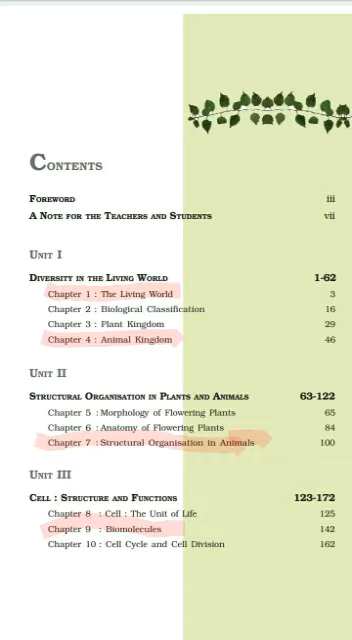 CONTENTS
FOREWORD iii
A NOTE FOR THE TEACHERS AND STUDENTS vii
UNIT I
DIVERSITY IN THE LIVING WORLD 1-62
Chapter 1 : The Living World 3
Chapter 2 : Biological Classification 16
Chapter 3 : Plant Kingdom 29
Chapter 4 : Animal Kingdom 46
UNIT II
STRUCTURAL ORGANISATION IN PLANTS AND ANIMALS 63-122
Chapter 5 : Morphology of Flowering Plants 65
Chapter 6 : Anatomy of Flowering Plants 84
Chapter 7 : Structural Organisation in Animals 100
UNIT III
CELL : STRUCTURE AND FUNCTIONS 123-172
Chapter 8 : Cell : The Unit of Life 125
Chapter 9 : Biomolecules 142
Chapter 10 : Cell Cycle and Cell Division 162